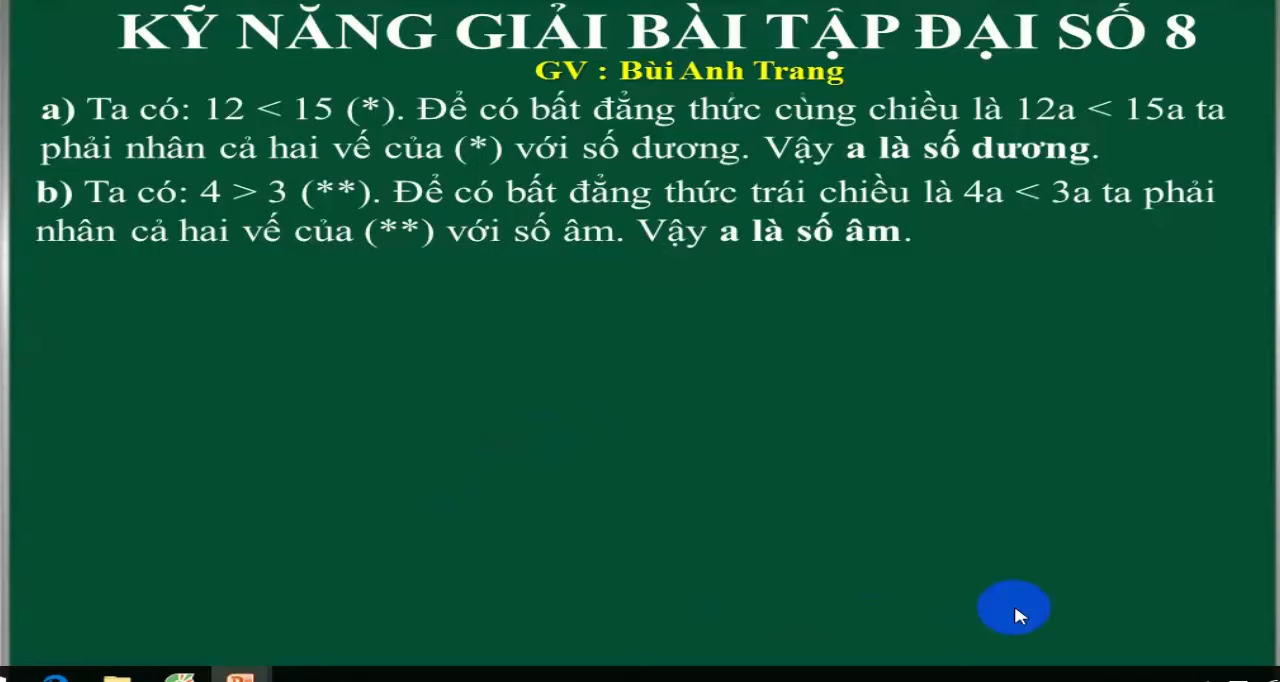 KỸ NĂNG GIẢI BÀI TẬP ĐẠI SỐ 8
GV : Bùi Anh Trang
a) Ta có: 12 < 15 (*). Để có bất đẳng thức cùng chiều là 12a < 15a ta
phải nhân cả hai vế của (*) với số dương. Vậy a là số dương.
b) Ta có: 4 > 3 (**). Để có bất đẳng thức trái chiều là 4a < 3a ta phải
nhân cả hai vế của (**) với số âm. Vậy a là số âm.